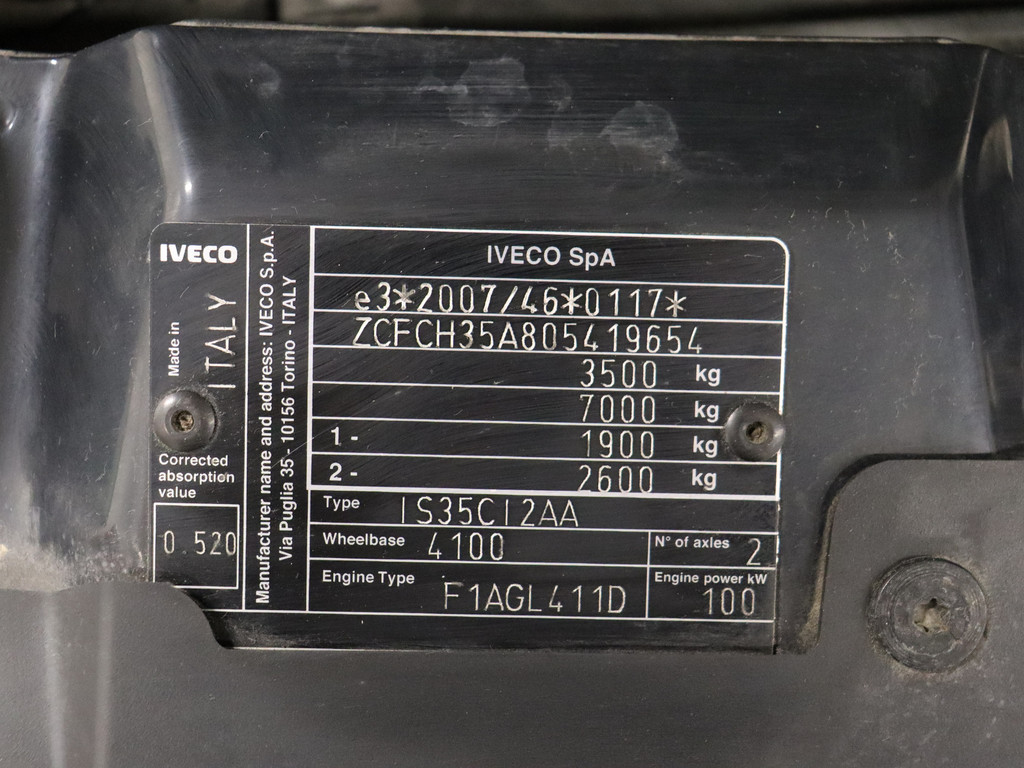 IVECO
Made in
ITALY
Corrected
absorption
value
0.520
Manufacturer name and address: IVECO S.p.A.
Via Puglia 35 - 10156 Torino - ITALY
IVECO SpA
e3*2007/46*0117*
ZCFCH35A805419654
3500 kg
7000 kg
1 - 1900 kg
2 - 2600 kg
Type IS35CI2AA
Wheelbase 4100
N° of axles 2
Engine Type F1AGL411D
Engine power kW
100